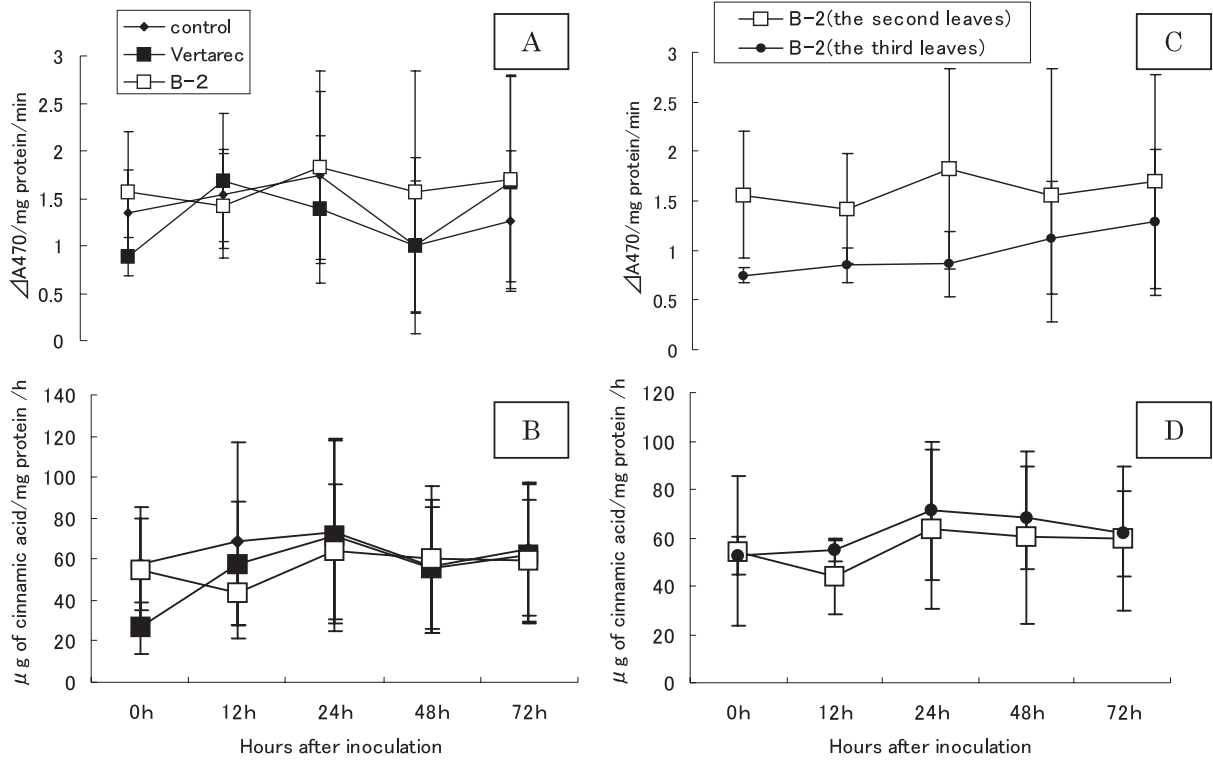 control
Vertarec
B-2
A
3
2.5
2
1.5
1
0.5
0
⊿A470/mg protein/min
B-2(the second leaves)
B-2(the third leaves)
C
3
2.5
2
1.5
1
0.5
0
⊿A470/mg protein/min
B
140
120
100
80
60
40
20
0
μg of cinnamic acid/mg protein /h
0h 12h 24h 48h 72h
Hours after inoculation
D
120
100
80
60
40
20
0
μg of cinnamic acid/mg protein/h
0h 12h 24h 48h 72h
Hours after inoculation